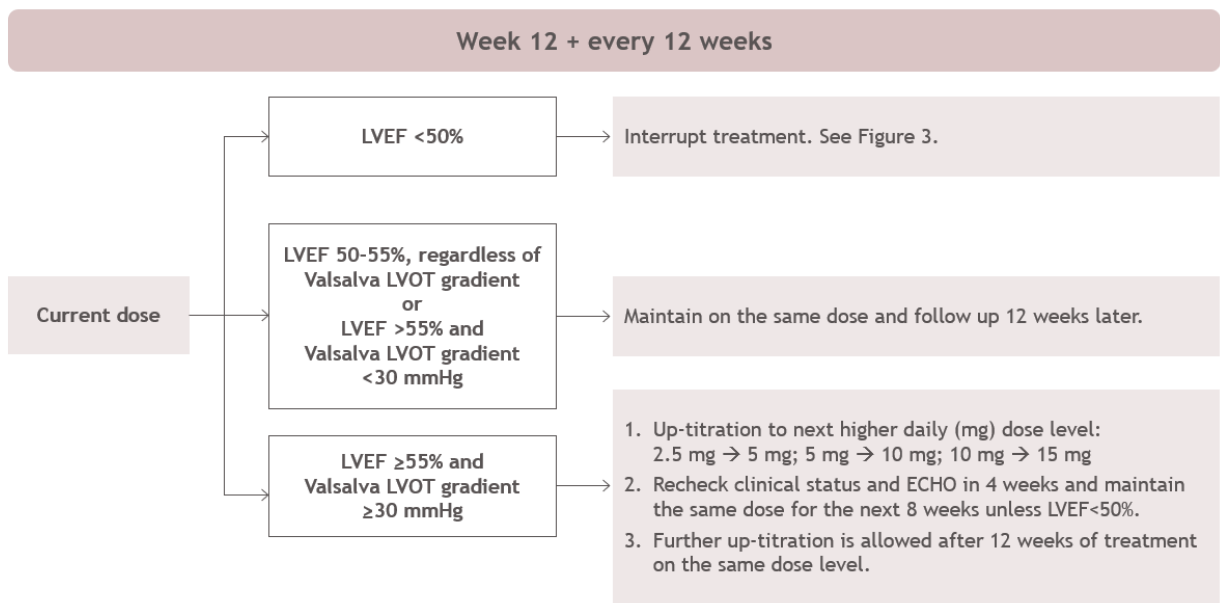 Week 12 + every 12 weeks
LVEF <50%
Interrupt treatment. See Figure 3.
Current dose
LVEF 50-55%, regardless of
Valsalva LVOT gradient
or
LVEF >55% and
Valsalva LVOT gradient
<30 mmHg
Maintain on the same dose and follow up 12 weeks later.
LVEF ≥55% and
Valsalva LVOT gradient
≥30 mmHg
1. Up-titration to next higher daily (mg) dose level:
2.5 mg → 5 mg; 5 mg → 10 mg; 10 mg → 15 mg
2. Recheck clinical status and ECHO in 4 weeks and maintain
the same dose for the next 8 weeks unless LVEF<50%.
3. Further up-titration is allowed after 12 weeks of treatment
on the same dose level.